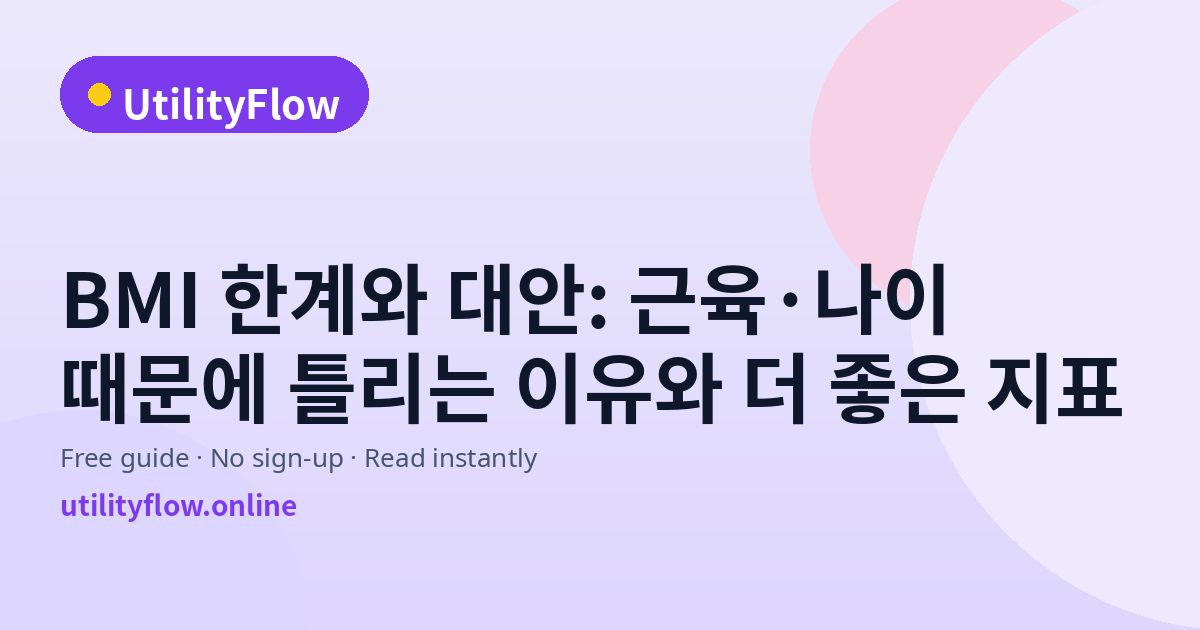 UtilityFlow
BMI 한계와 대안: 근육·나이
때문에 틀리는 이유와 더 좋은 지표
Free guide · No sign-up · Read instantly
utilityflow.online